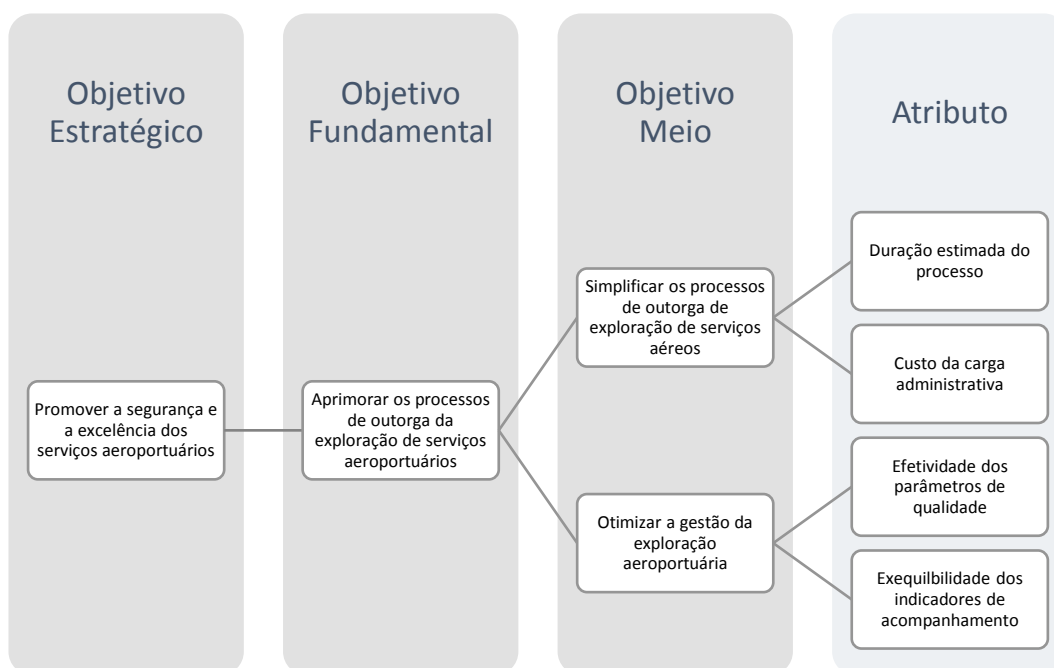 Objetivo
Estratégico
Objetivo
Fundamental
Objetivo
Meio
Atributo
Promover a segurança e
a excelência dos
serviços aeroportuários
Aprimorar os processos
de outorga da
exploração de serviços
aeroportuários
Simplificar os processos
de outorga de
exploração de serviços
aéreos
Duração estimada do
processo
Custo da carga
administrativa
Otimizar a gestão da
exploração
aeroportuária
Efetividade dos
parâmetros de
qualidade
Exequilbilidade dos
indicadores de
acompanhamento